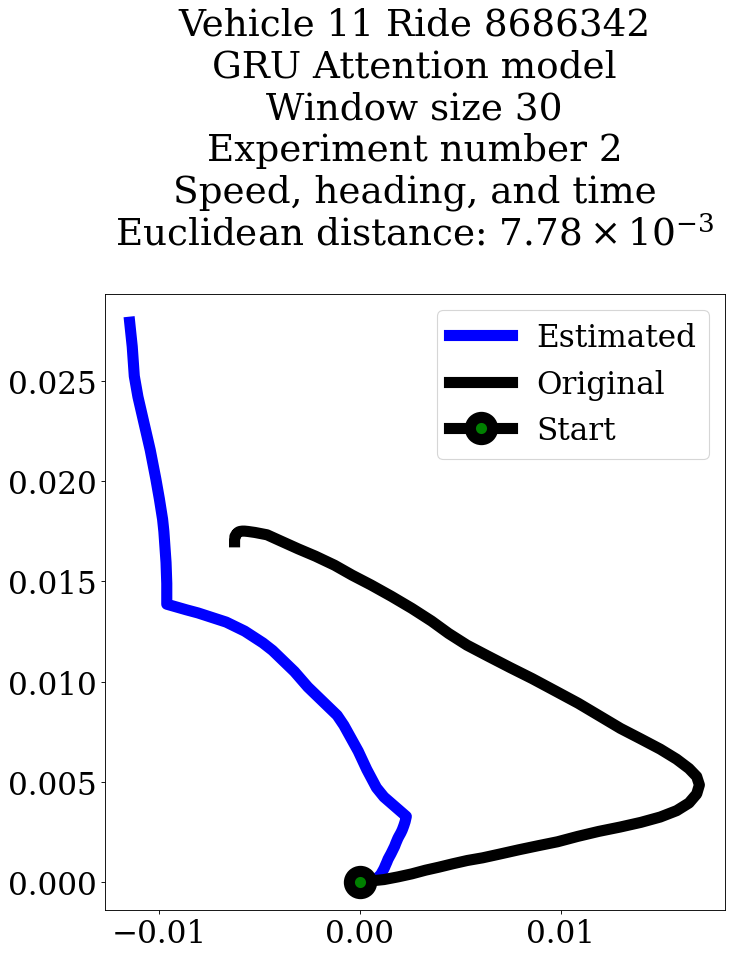 Vehicle 11 Ride 8686342
GRU Attention model
Window size 30
Experiment number 2
Speed, heading, and time
Euclidean distance: 7.78 × 10⁻³
Estimated
Original
Start
0.025
0.020
0.015
0.010
0.005
0.000
−0.01 0.00 0.01